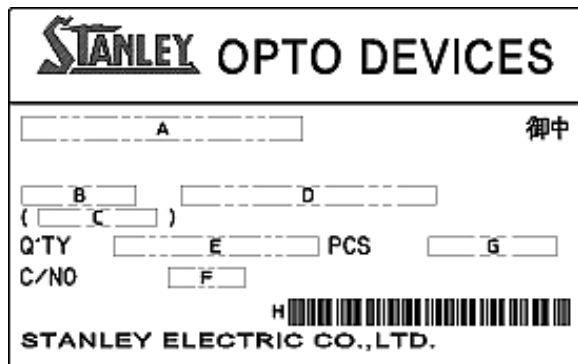 STANLEY OPTO DEVICES
A 御中
B D
( C )
Q'TY E PCS G
C/NO F
H
STANLEY ELECTRIC CO.,LTD.